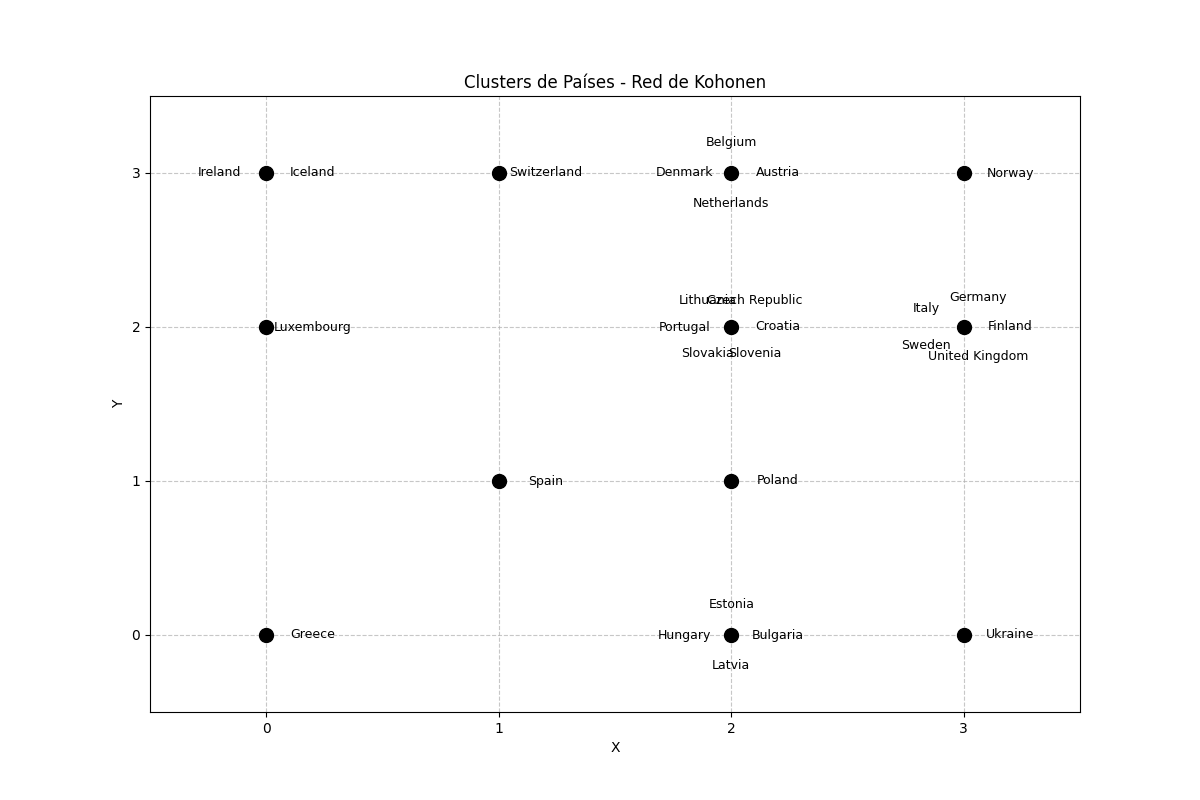 Clusters de Países - Red de Kohonen
Belgium
3 Ireland Iceland Switzerland Denmark Austria Norway
Netherlands
Lithuania Czech Republic Germany
Italy
2 Luxembourg Portugal Croatia Finland
Sweden
Slovakia Slovenia United Kingdom
Y
1 Spain Poland
Estonia
0 Greece Hungary Bulgaria Ukraine
Latvia
0 1 2 3
X